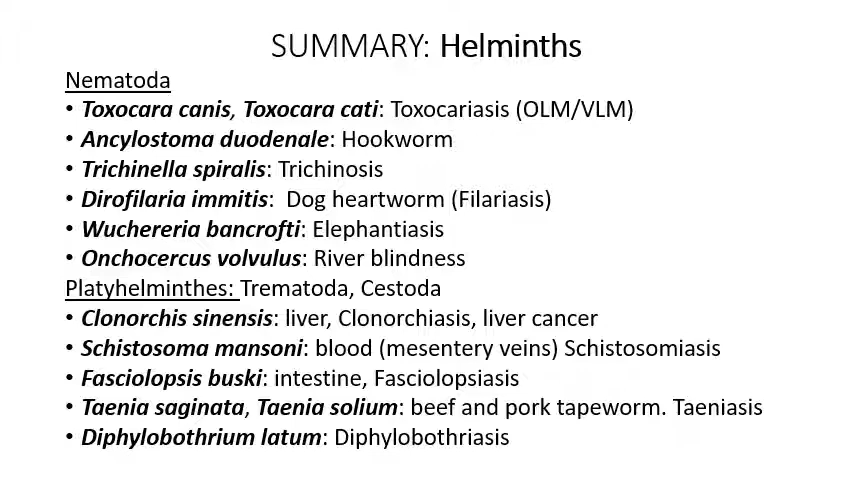 SUMMARY: Helminths
Nematoda
• Toxocara canis, Toxocara cati: Toxocariasis (OLM/VLM)
• Ancylostoma duodenale: Hookworm
• Trichinella spiralis: Trichinosis
• Dirofilaria immitis:  Dog heartworm (Filariasis)
• Wuchereria bancrofti: Elephantiasis
• Onchocercus volvulus: River blindness
Platyhelminthes: Trematoda, Cestoda
• Clonorchis sinensis: liver, Clonorchiasis, liver cancer
• Schistosoma mansoni: blood (mesentery veins) Schistosomiasis
• Fasciolopsis buski: intestine, Fasciolopsiasis
• Taenia saginata, Taenia solium: beef and pork tapeworm. Taeniasis
• Diphylobothrium latum: Diphylobothriasis